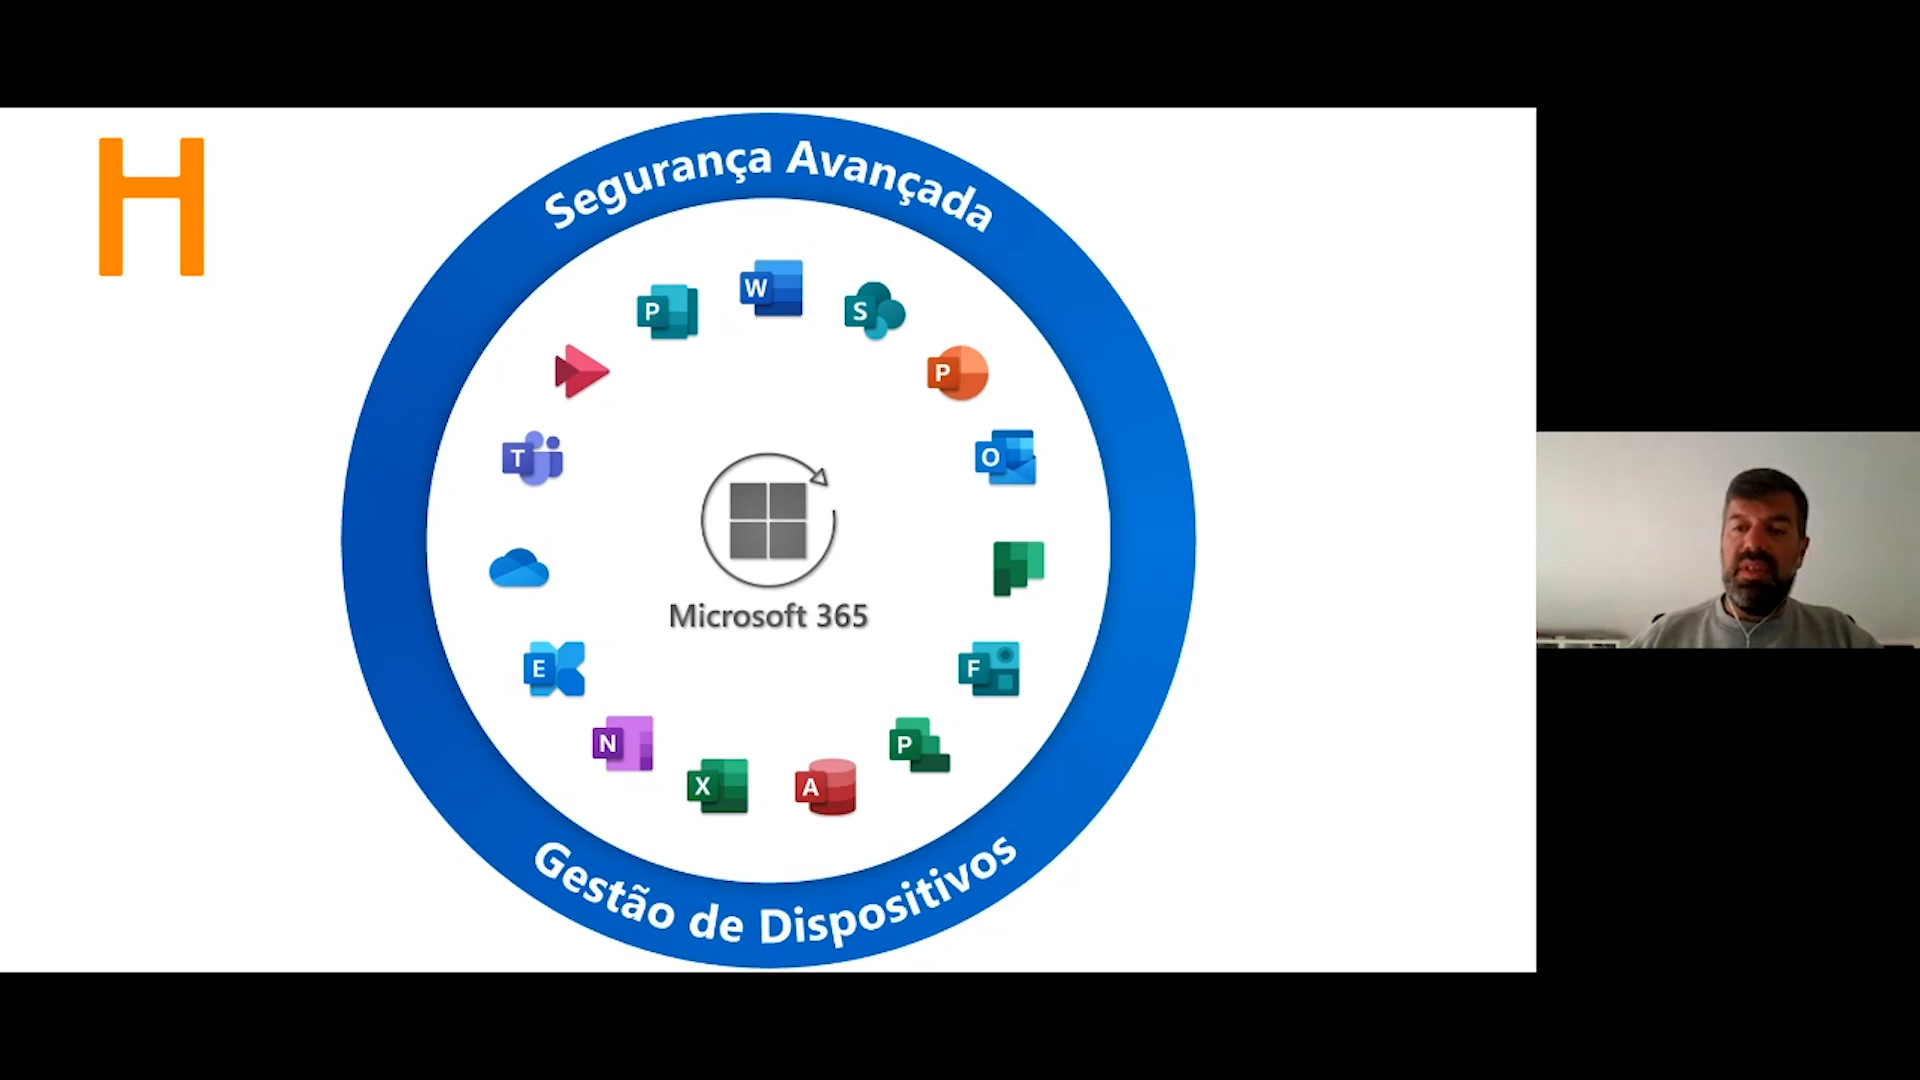 H
Segurança Avançada
W
P
S
P
T
O
Microsoft 365
E
F
N
P
X
A
Gestão de Dispositivos